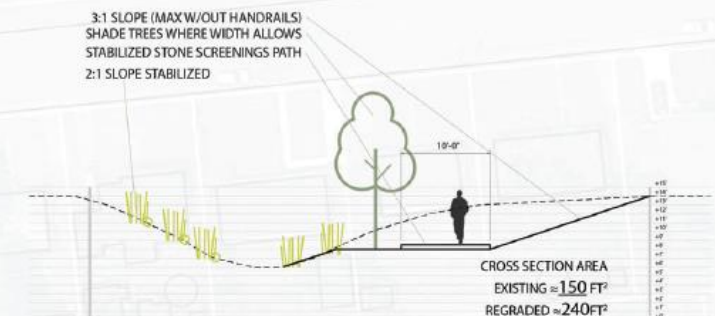 3:1 SLOPE (MAX W/OUT HANDRAILS)
SHADE TREES WHERE WIDTH ALLOWS
STABILIZED STONE SCREENINGS PATH
2:1 SLOPE STABILIZED
10'-0"
CROSS SECTION AREA
EXISTING ≈150 FT²
REGRADED ≈240FT²